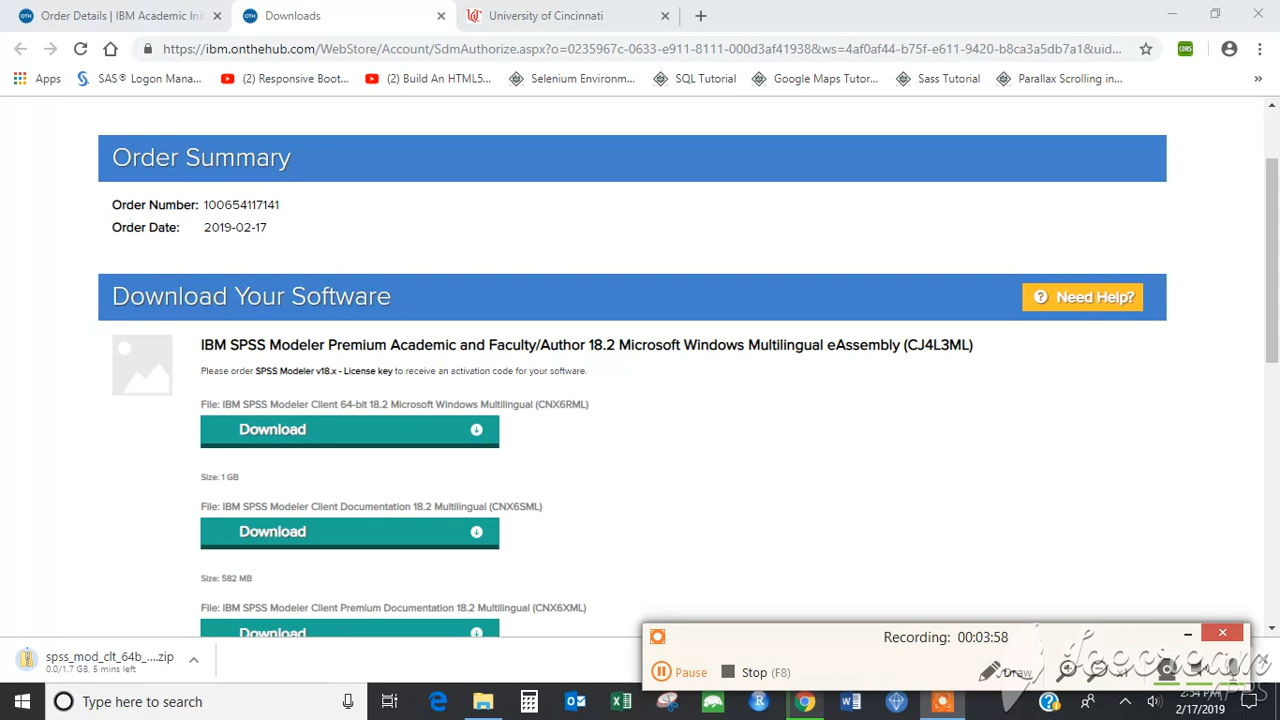 Order Details | IBM Academic Ini
Downloads
University of Cincinnati
https://ibm.onthehub.com/WebStore/Account/SdmAuthorize.aspx?o=0235967c-0633-e911-8111-000d3af41938&ws=4af0af44-b75f-e611-9420-b8ca3a5db7a1&uid...
CORS
Apps
SAS® Logon Mana...
(2) Responsive Boot...
(2) Build An HTML5...
Selenium Environm...
SQL Tutorial
Google Maps Tutor...
Sass Tutorial
Parallax Scrolling in...
»
Order Summary
Order Number: 100654117141
Order Date: 2019-02-17
Download Your Software
Need Help?
IBM SPSS Modeler Premium Academic and Faculty/Author 18.2 Microsoft Windows Multilingual eAssembly (CJ4L3ML)
Please order SPSS Modeler v18.x - License key to receive an activation code for your software.
File: IBM SPSS Modeler Client 64-bit 18.2 Microsoft Windows Multilingual (CNX6RML)
Download
Size: 1 GB
File: IBM SPSS Modeler Client Documentation 18.2 Multilingual (CNX6SML)
Download
Size: 582 MB
File: IBM SPSS Modeler Client Premium Documentation 18.2 Multilingual (CNX6XML)
Download
Recording: 00:03:58
Pause
Stop (F8)
Draw
x1
spss_mod_clt_64b_....zip
0.0/1.7 GB, 5 mins left
Type here to search
2:54 PM
2/17/2019